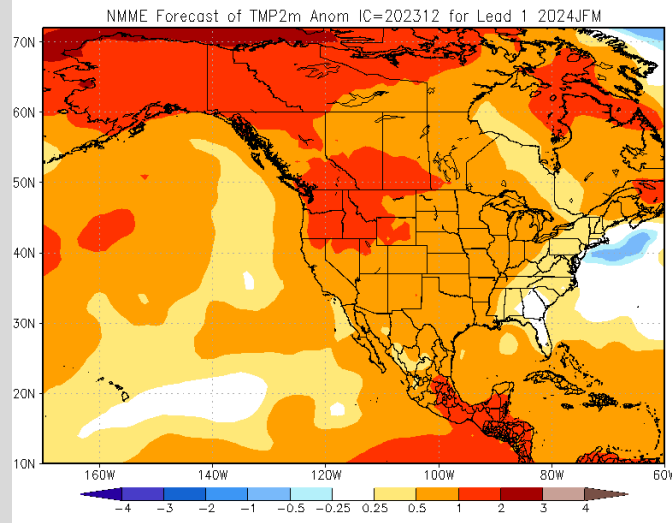 NMME Forecast of TMP2m Anom IC=202312 for Lead 1 2024JFM
70N
60N
50N
40N
30N
20N
10N
160W 140W 120W 100W 80W 60W
-4 -3 -2 -1 -0.5 -0.25 0.25 0.5 1 2 3 4